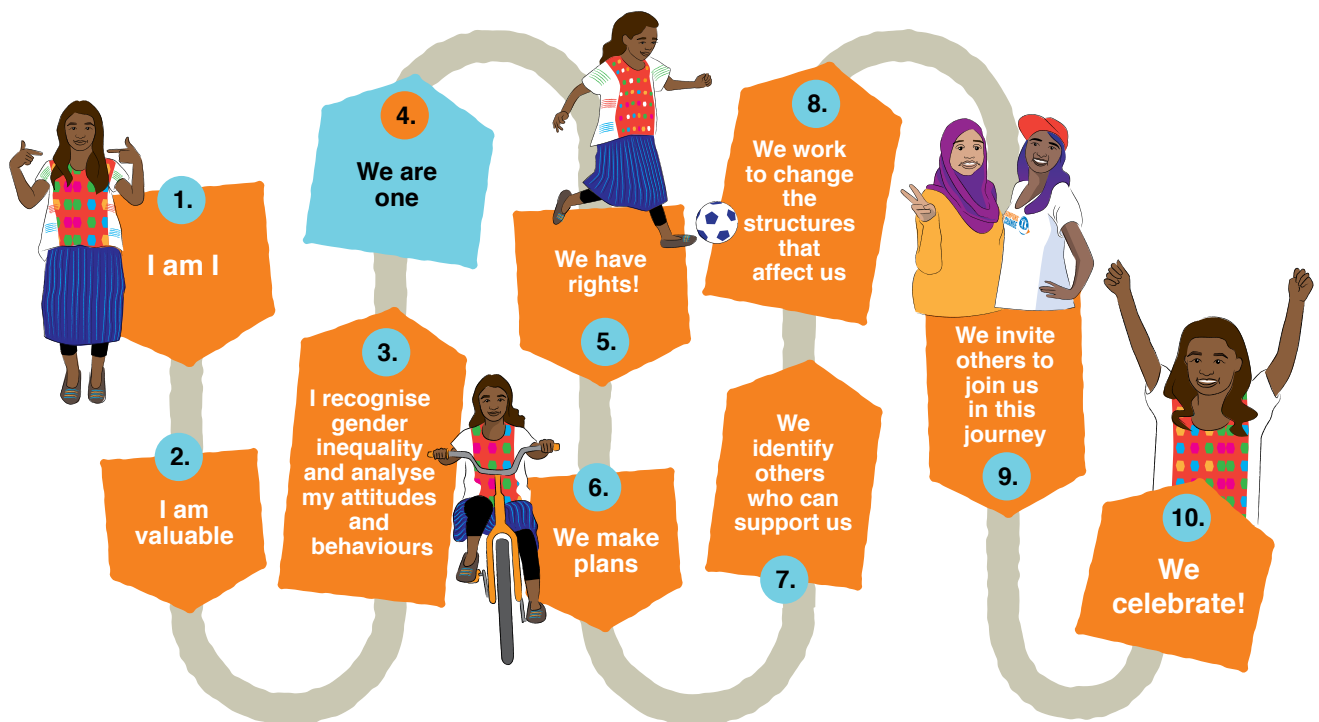 1.
I am I
2.
I am
valuable
3.
I recognise
gender
inequality
and analyse
my attitudes
and
behaviours
4.
We are
one
We have
rights!
5.
6.
We make
plans
We
identify
others
who can
support us
7.
8.
We work
to change
the
structures
that
affect us
We invite
others to
join us
in this
journey
9.
10.
We
celebrate!